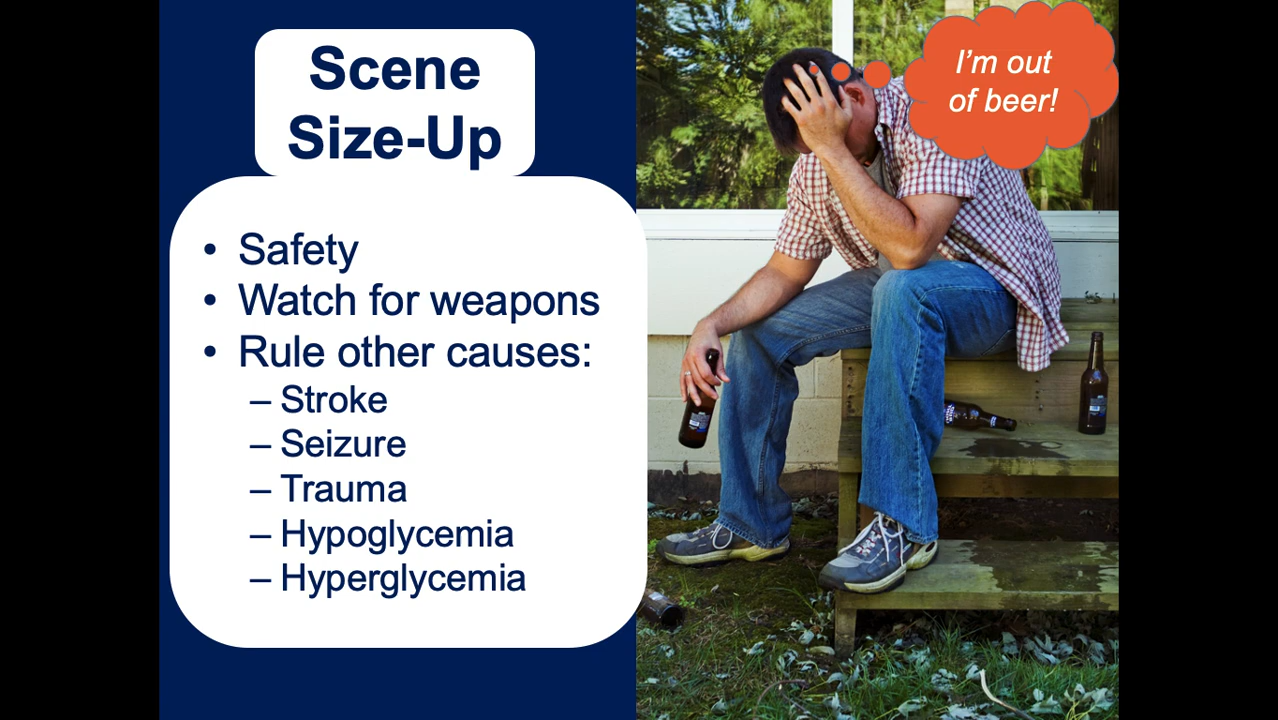 Scene
Size-Up
• Safety
• Watch for weapons
• Rule other causes:
– Stroke
– Seizure
– Trauma
– Hypoglycemia
– Hyperglycemia
I'm out
of beer!